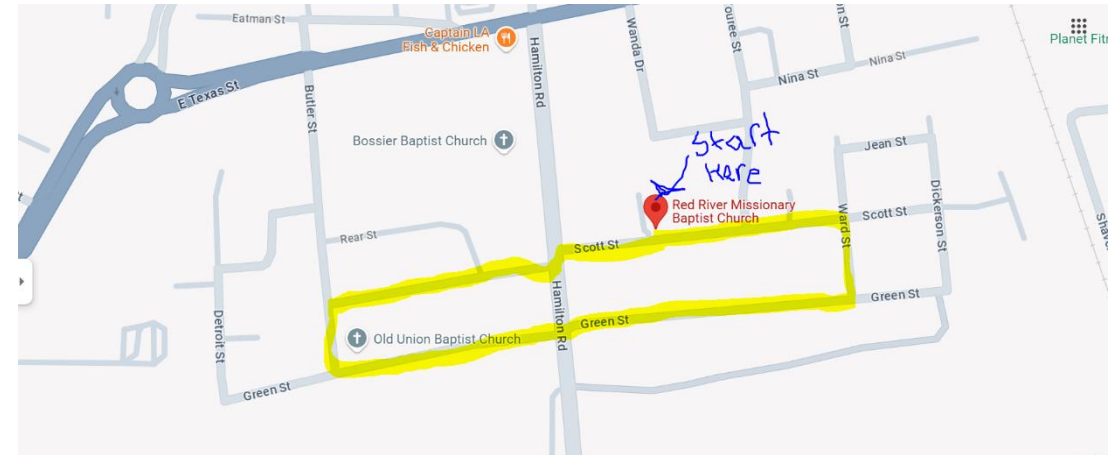 Eatman St
Captain LA
Fish & Chicken
Hamilton Rd
Wanda Dr
ouree St
n St
Planet Fitn
Nina St
Nina St
E Texas St
Butler St
Bossier Baptist Church
Start
Here
Jean St
Red River Missionary
Baptist Church
Ward St
Scott St
Dickerson St
Shave
Rear St
Scott St
Hamilton Rd
Green St
Green St
Detroit St
Old Union Baptist Church
Green St